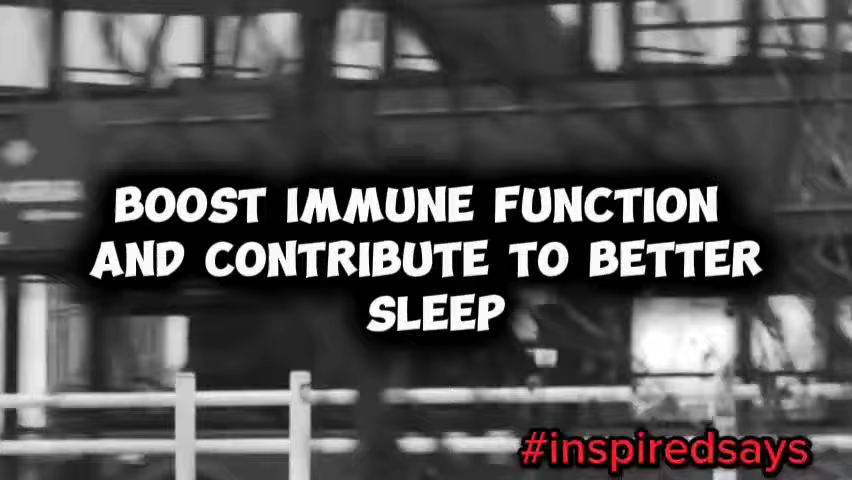 BOOST IMMUNE FUNCTION
AND CONTRIBUTE TO BETTER
SLEEP
#inspiredsays